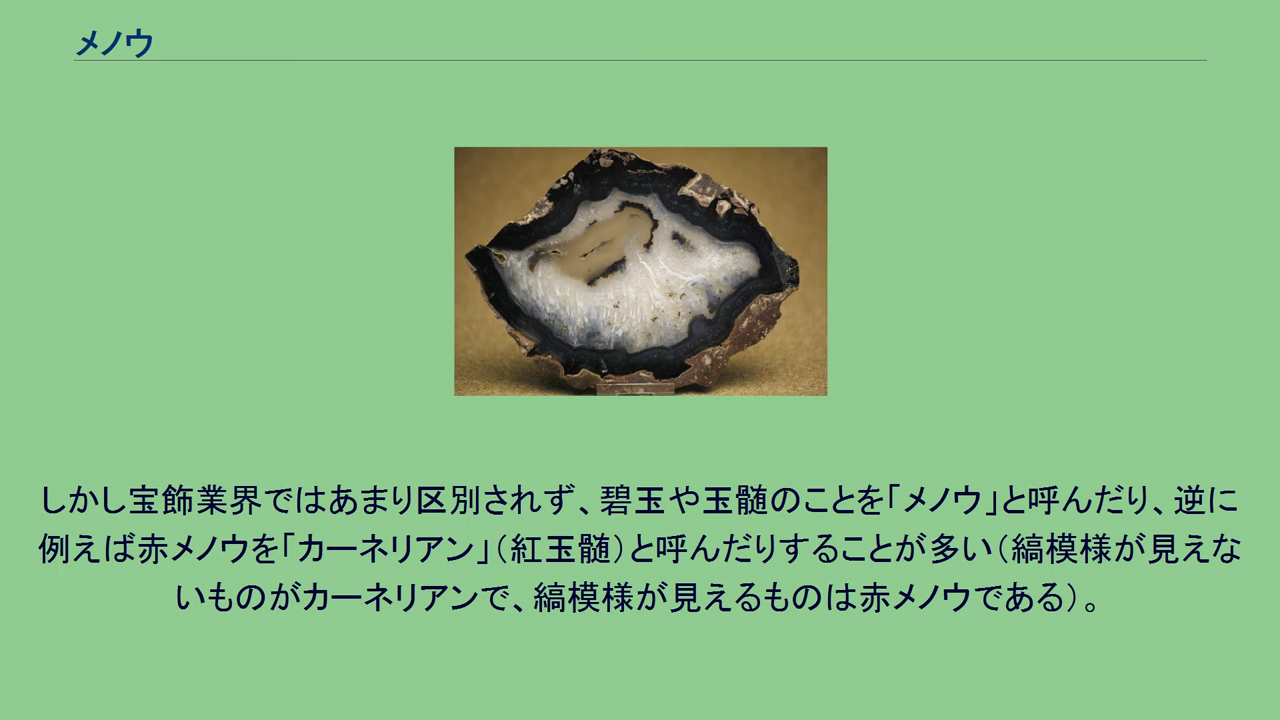 メノウ
しかし宝飾業界ではあまり区別されず、碧玉や玉髄のことを「メノウ」と呼んだり、逆に
例えば赤メノウを「カーネリアン」（紅玉髄）と呼んだりすることが多い（縞模様が見えな
いものがカーネリアンで、縞模様が見えるものは赤メノウである）。